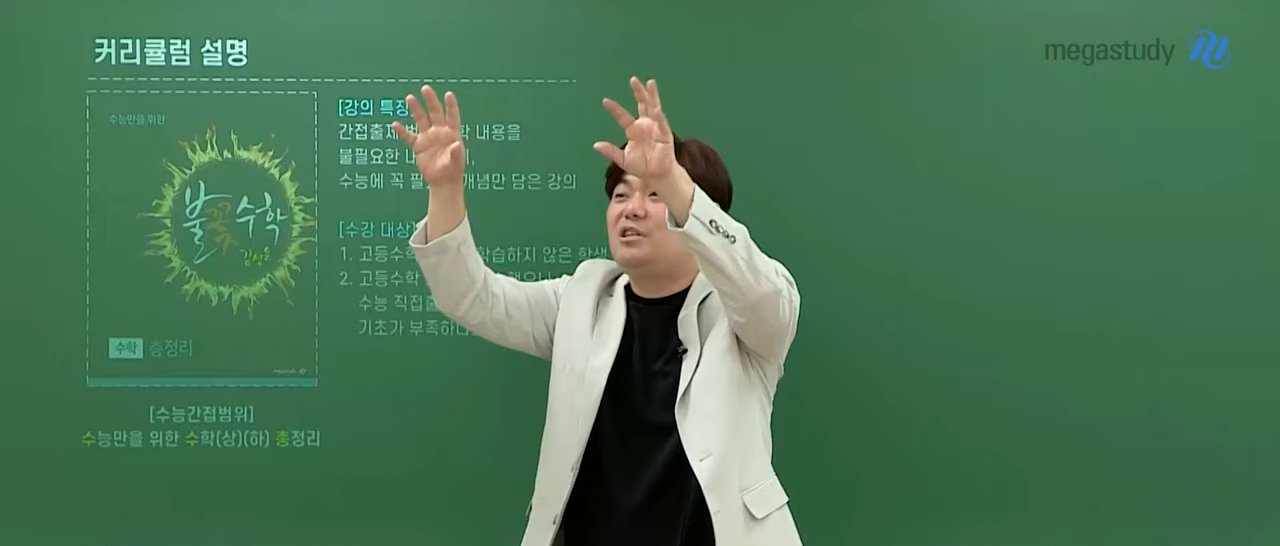 커리큘럼 설명
megastudy
수능만을 위한
불꽃수학
김성은
수학 총정리
[수능간접범위]
수능만을 위한 수학(상)(하) 총정리
[강의 특징
간접출제 내용을
불필요한
수능에 꼭 개념만 담은 강의
[수강 대상]
1. 고등수학 학습하지 않은 학생
2. 고등수학
수능 직접출
기초가 부족하다